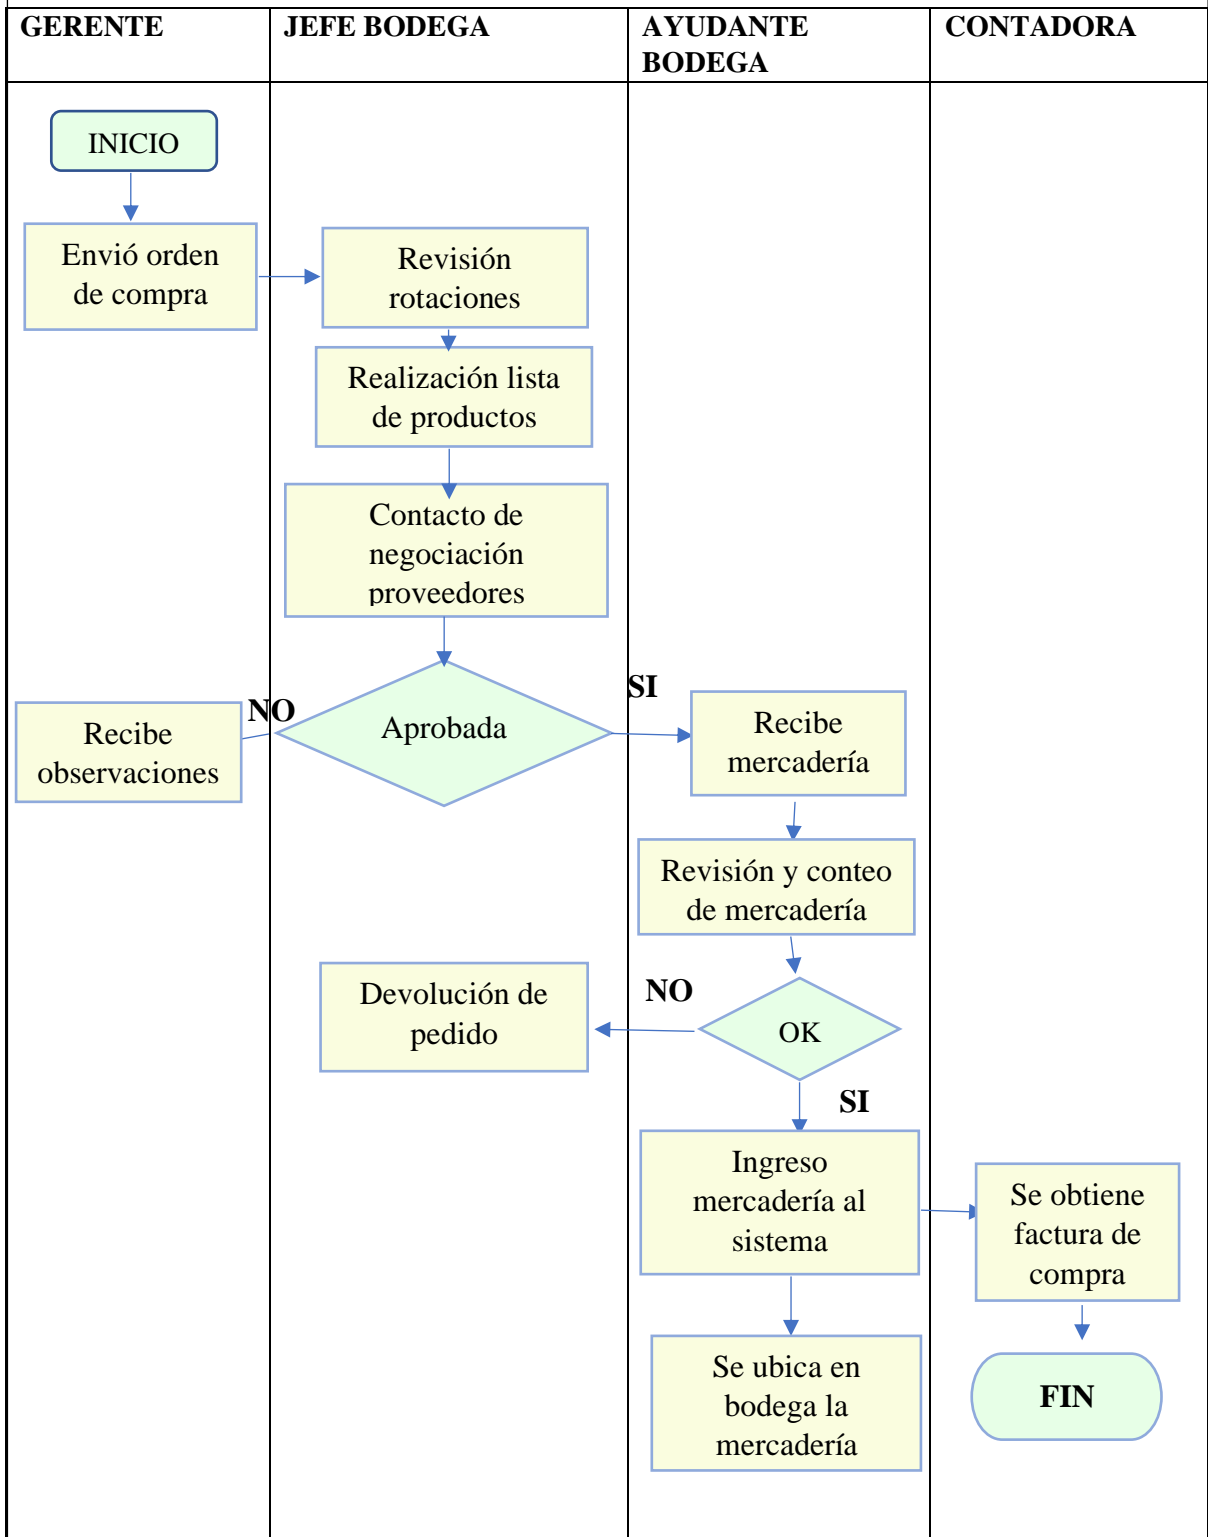 GERENTE
JEFE BODEGA
AYUDANTE
BODEGA
CONTADORA
INICIO
Envió orden
de compra
Revisión
rotaciones
Realización lista
de productos
Contacto de
negociación
proveedores
Aprobada
NO
SI
Recibe
observaciones
Recibe
mercadería
Revisión y conteo
de mercadería
OK
NO
Devolución de
pedido
SI
Ingreso
mercadería al
sistema
Se obtiene
factura de
compra
Se ubica en
bodega la
mercadería
FIN